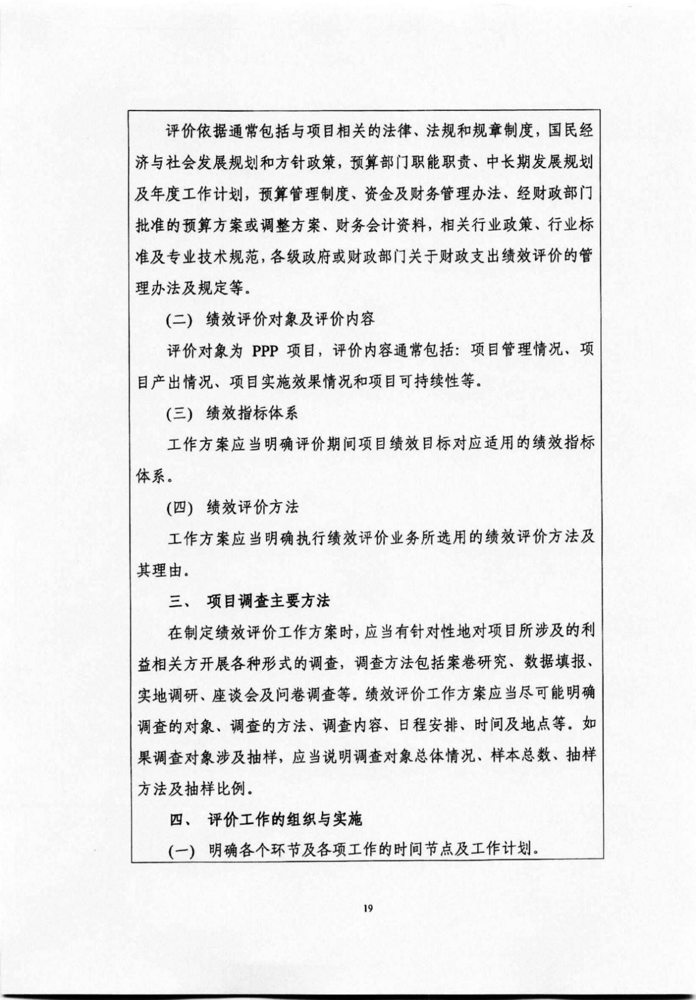 评价依据通常包括与项目相关的法律、法规和规章制度，国民经
济与社会发展规划和方针政策，预算部门职能职责、中长期发展规划
及年度工作计划，预算管理制度、资金及财务管理办法、经财政部门
批准的预算方案或调整方案、财务会计资料，相关行业政策、行业标
准及专业技术规范，各级政府或财政部门关于财政支出绩效评价的管
理办法及规定等。
(二) 绩效评价对象及评价内容
评价对象为 PPP 项目，评价内容通常包括：项目管理情况、项
目产出情况、项目实施效果情况和项目可持续性等。
(三) 绩效指标体系
工作方案应当明确评价期间项目绩效目标对应适用的绩效指标
体系。
(四) 绩效评价方法
工作方案应当明确执行绩效评价业务所选用的绩效评价方法及
其理由。
三、 项目调查主要方法
在制定绩效评价工作方案时，应当有针对性地对项目所涉及的利
益相关方开展各种形式的调查，调查方法包括案卷研究、数据填报、
实地调研、座谈会及问卷调查等。绩效评价工作方案应当尽可能明确
调查的对象、调查的方法、调查内容、日程安排、时间及地点等。如
果调查对象涉及抽样，应当说明调查对象总体情况、样本总数、抽样
方法及抽样比例。
四、 评价工作的组织与实施
(一) 明确各个环节及各项工作的时间节点及工作计划。
19